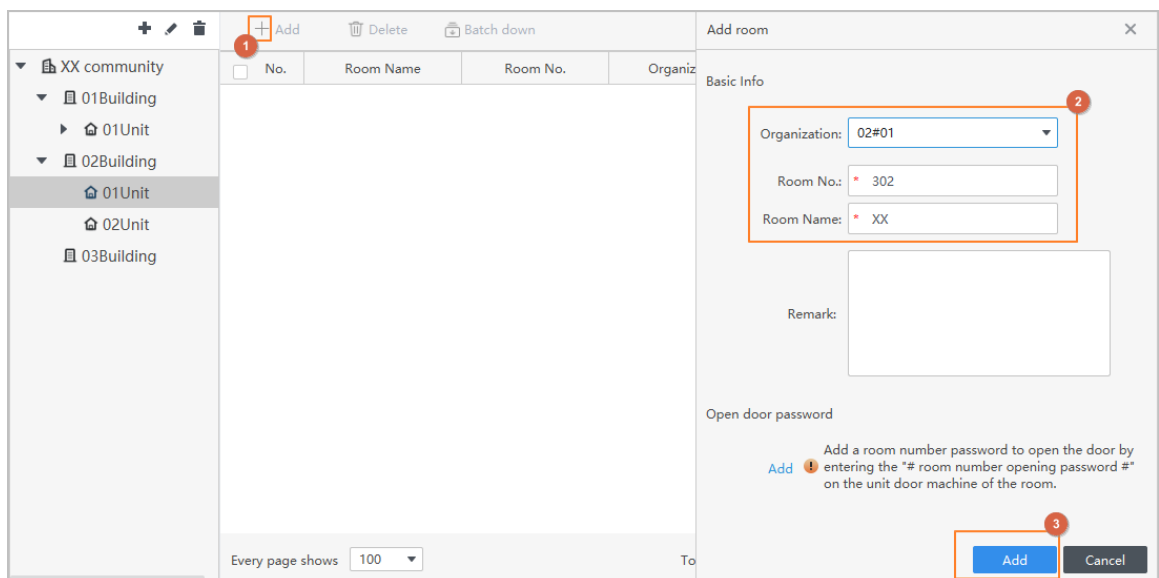 Add
Delete
Batch down
Add room
1
XX community
01Building
01Unit
02Building
01Unit
02Unit
03Building
No.
Room Name
Room No.
Organiz
Basic Info
2
Organization: 02#01
Room No.: * 302
Room Name: * XX
Remark:
Open door password
Add a room number password to open the door by
Add ! entering the "# room number opening password #"
on the unit door machine of the room.
3
Every page shows 100
To
Add
Cancel